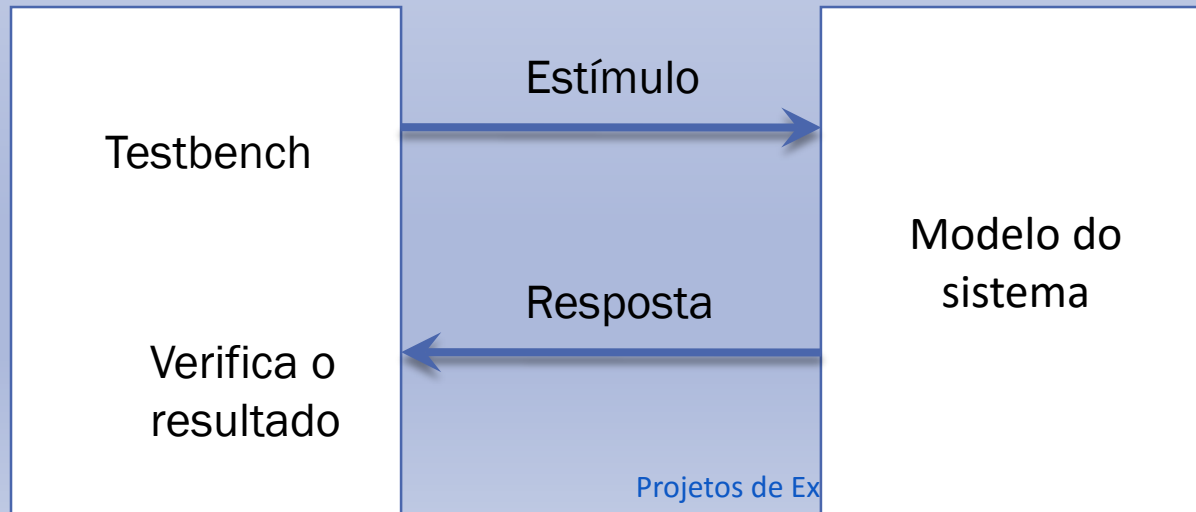 Testbench
Verifica o
resultado
Estímulo
Resposta
Modelo do
sistema
Projetos de Ex